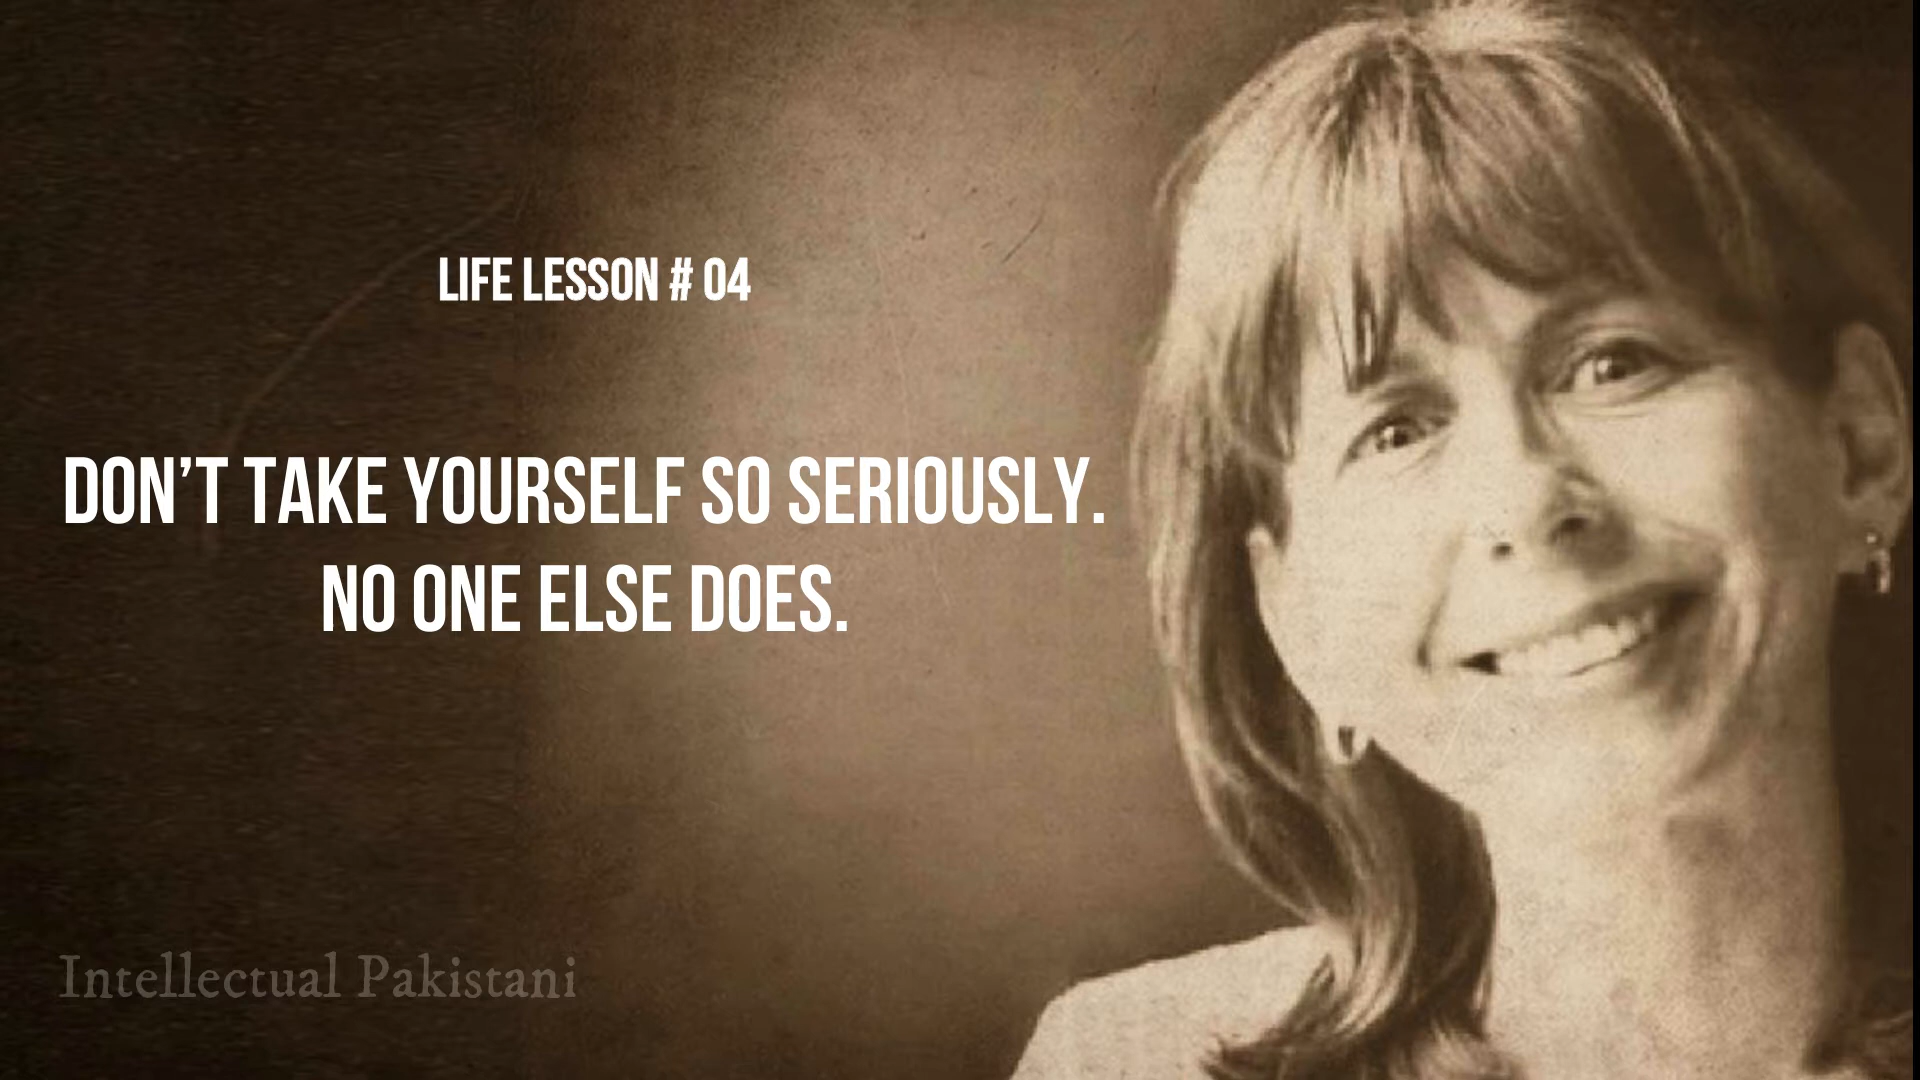 LIFE LESSON # 04
DON’T TAKE YOURSELF SO SERIOUSLY.
NO ONE ELSE DOES.
Intellectual Pakistani